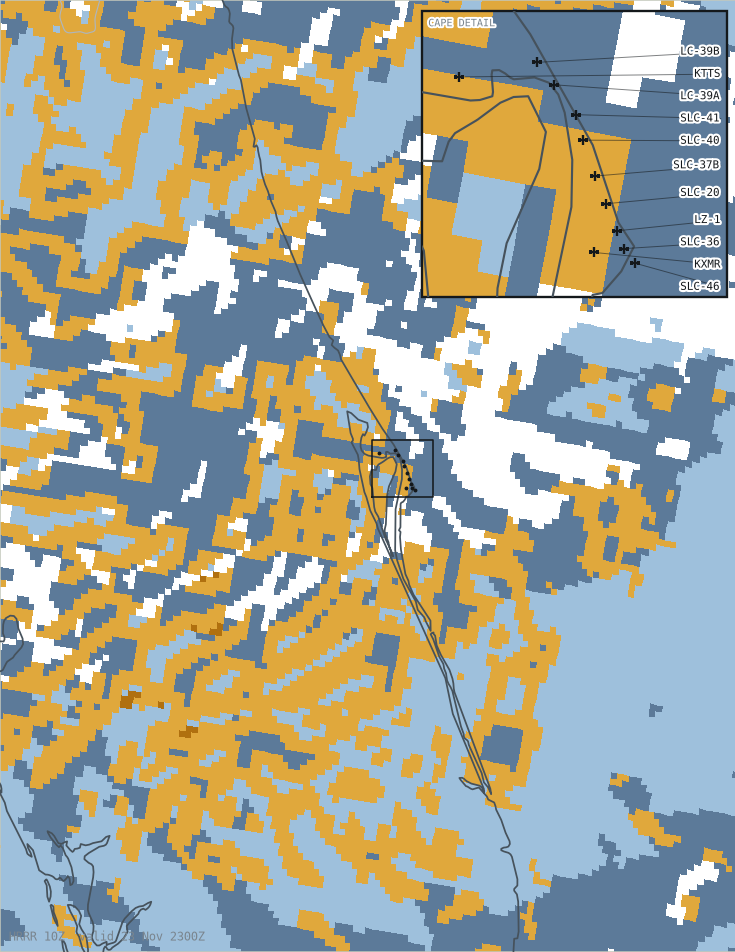 CAPE DETAIL
LC-39B
KTTS
LC-39A
SLC-41
SLC-40
SLC-37B
SLC-20
LZ-1
SLC-36
KXMR
SLC-46
HRRR 10Z valid Nov 2300Z